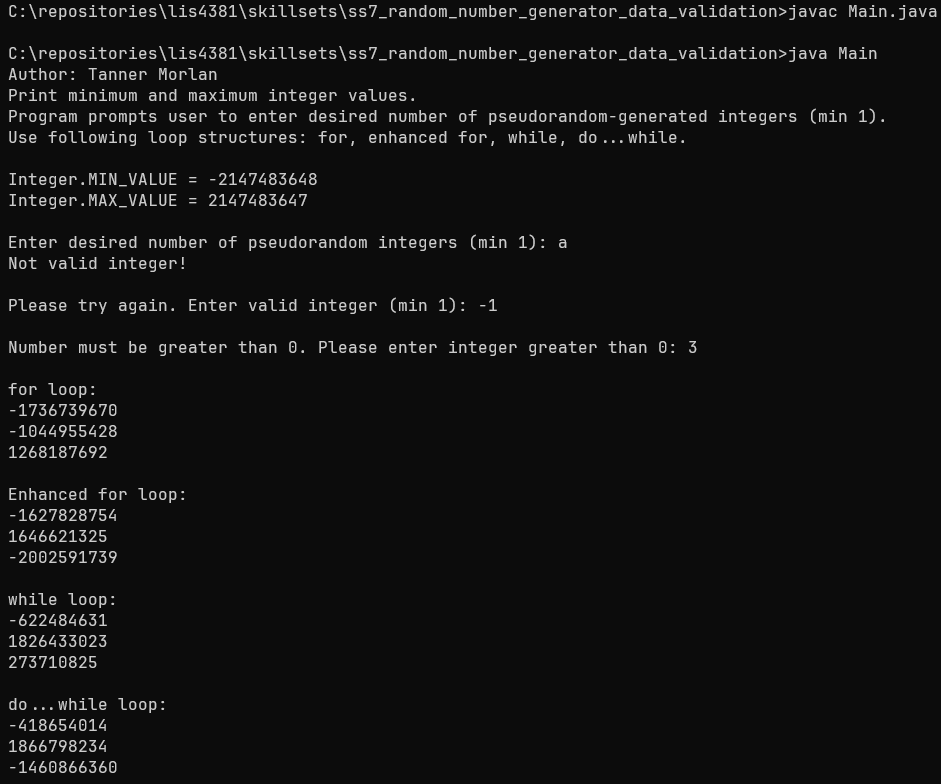 C:\repositories\lis4381\skillsets\ss7_random_number_generator_data_validation>javac Main.java
C:\repositories\lis4381\skillsets\ss7_random_number_generator_data_validation>java Main
Author: Tanner Morlan
Print minimum and maximum integer values.
Program prompts user to enter desired number of pseudorandom-generated integers (min 1).
Use following loop structures: for, enhanced for, while, do...while.
Integer.MIN_VALUE = -2147483648
Integer.MAX_VALUE = 2147483647
Enter desired number of pseudorandom integers (min 1): a
Not valid integer!
Please try again. Enter valid integer (min 1): -1
Number must be greater than 0. Please enter integer greater than 0: 3
for loop:
-1736739670
-1044955428
1268187692
Enhanced for loop:
-1627828754
1646621325
-2002591739
while loop:
-622484631
1826433023
273710825
do...while loop:
-418654014
1866798234
-1460866360